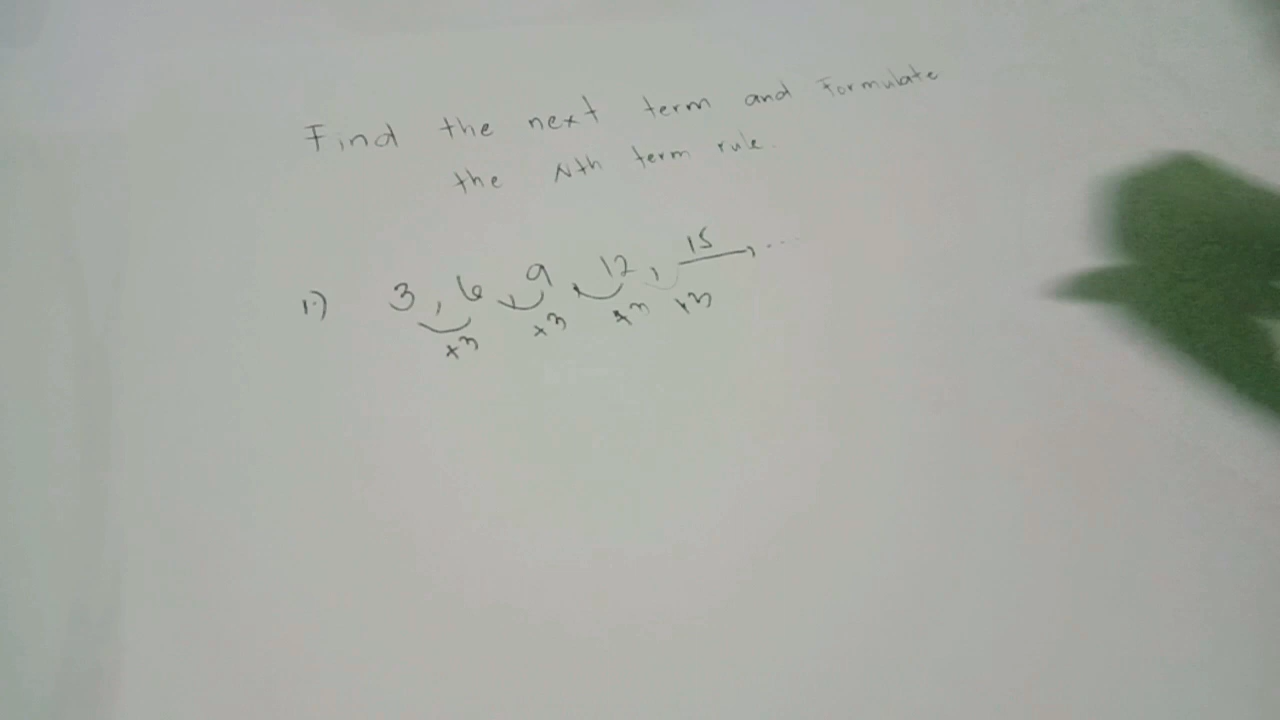 Find the next term and Formulate
the Nth term rule.
1.) 3, 6, 9, 12, 15, ...
+3 +3 +3 +3